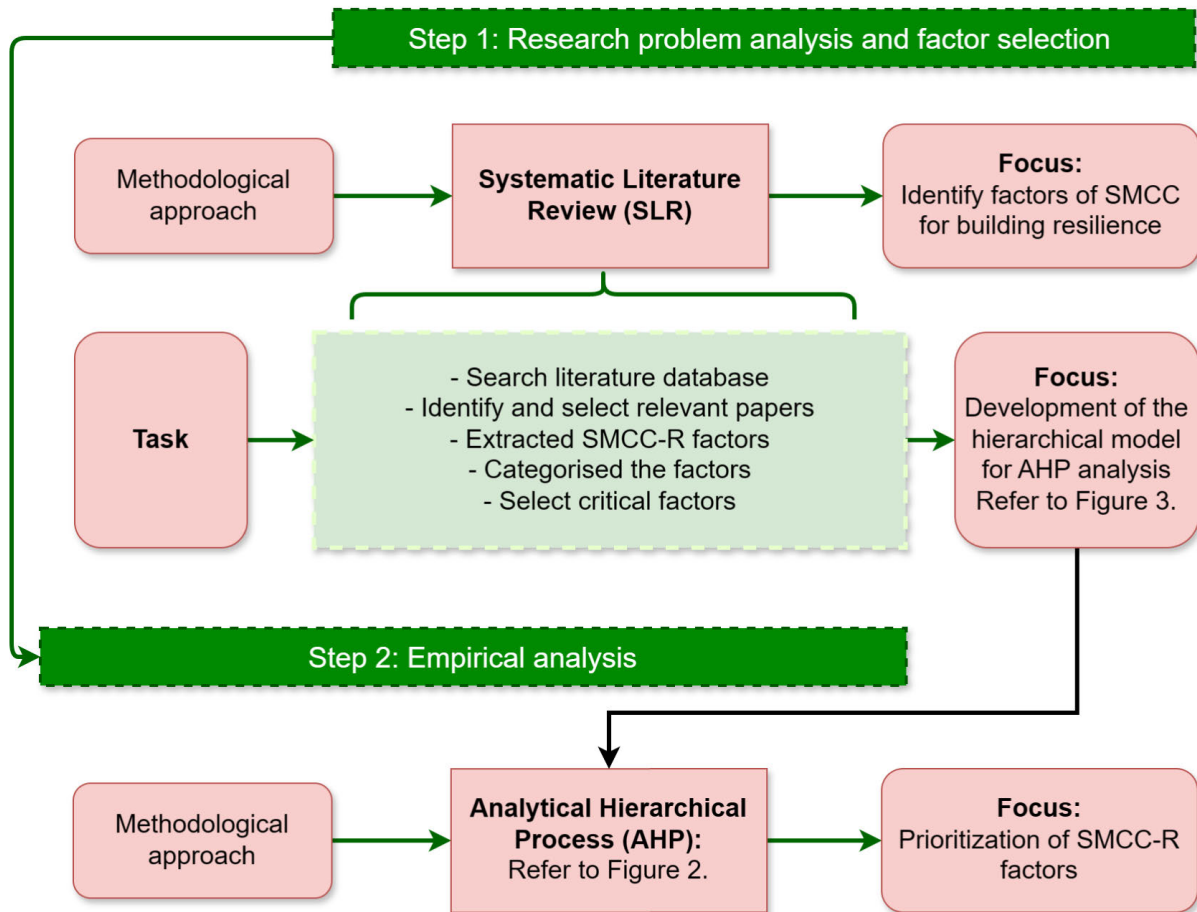 Step 1: Research problem analysis and factor selection
Methodological
approach
Systematic Literature
Review (SLR)
Focus:
Identify factors of SMCC
for building resilience
Task
- Search literature database
- Identify and select relevant papers
- Extracted SMCC-R factors
- Categorised the factors
- Select critical factors
Focus:
Development of the
hierarchical model
for AHP analysis
Refer to Figure 3.
Step 2: Empirical analysis
Methodological
approach
Analytical Hierarchical
Process (AHP):
Refer to Figure 2.
Focus:
Prioritization of SMCC-R
factors